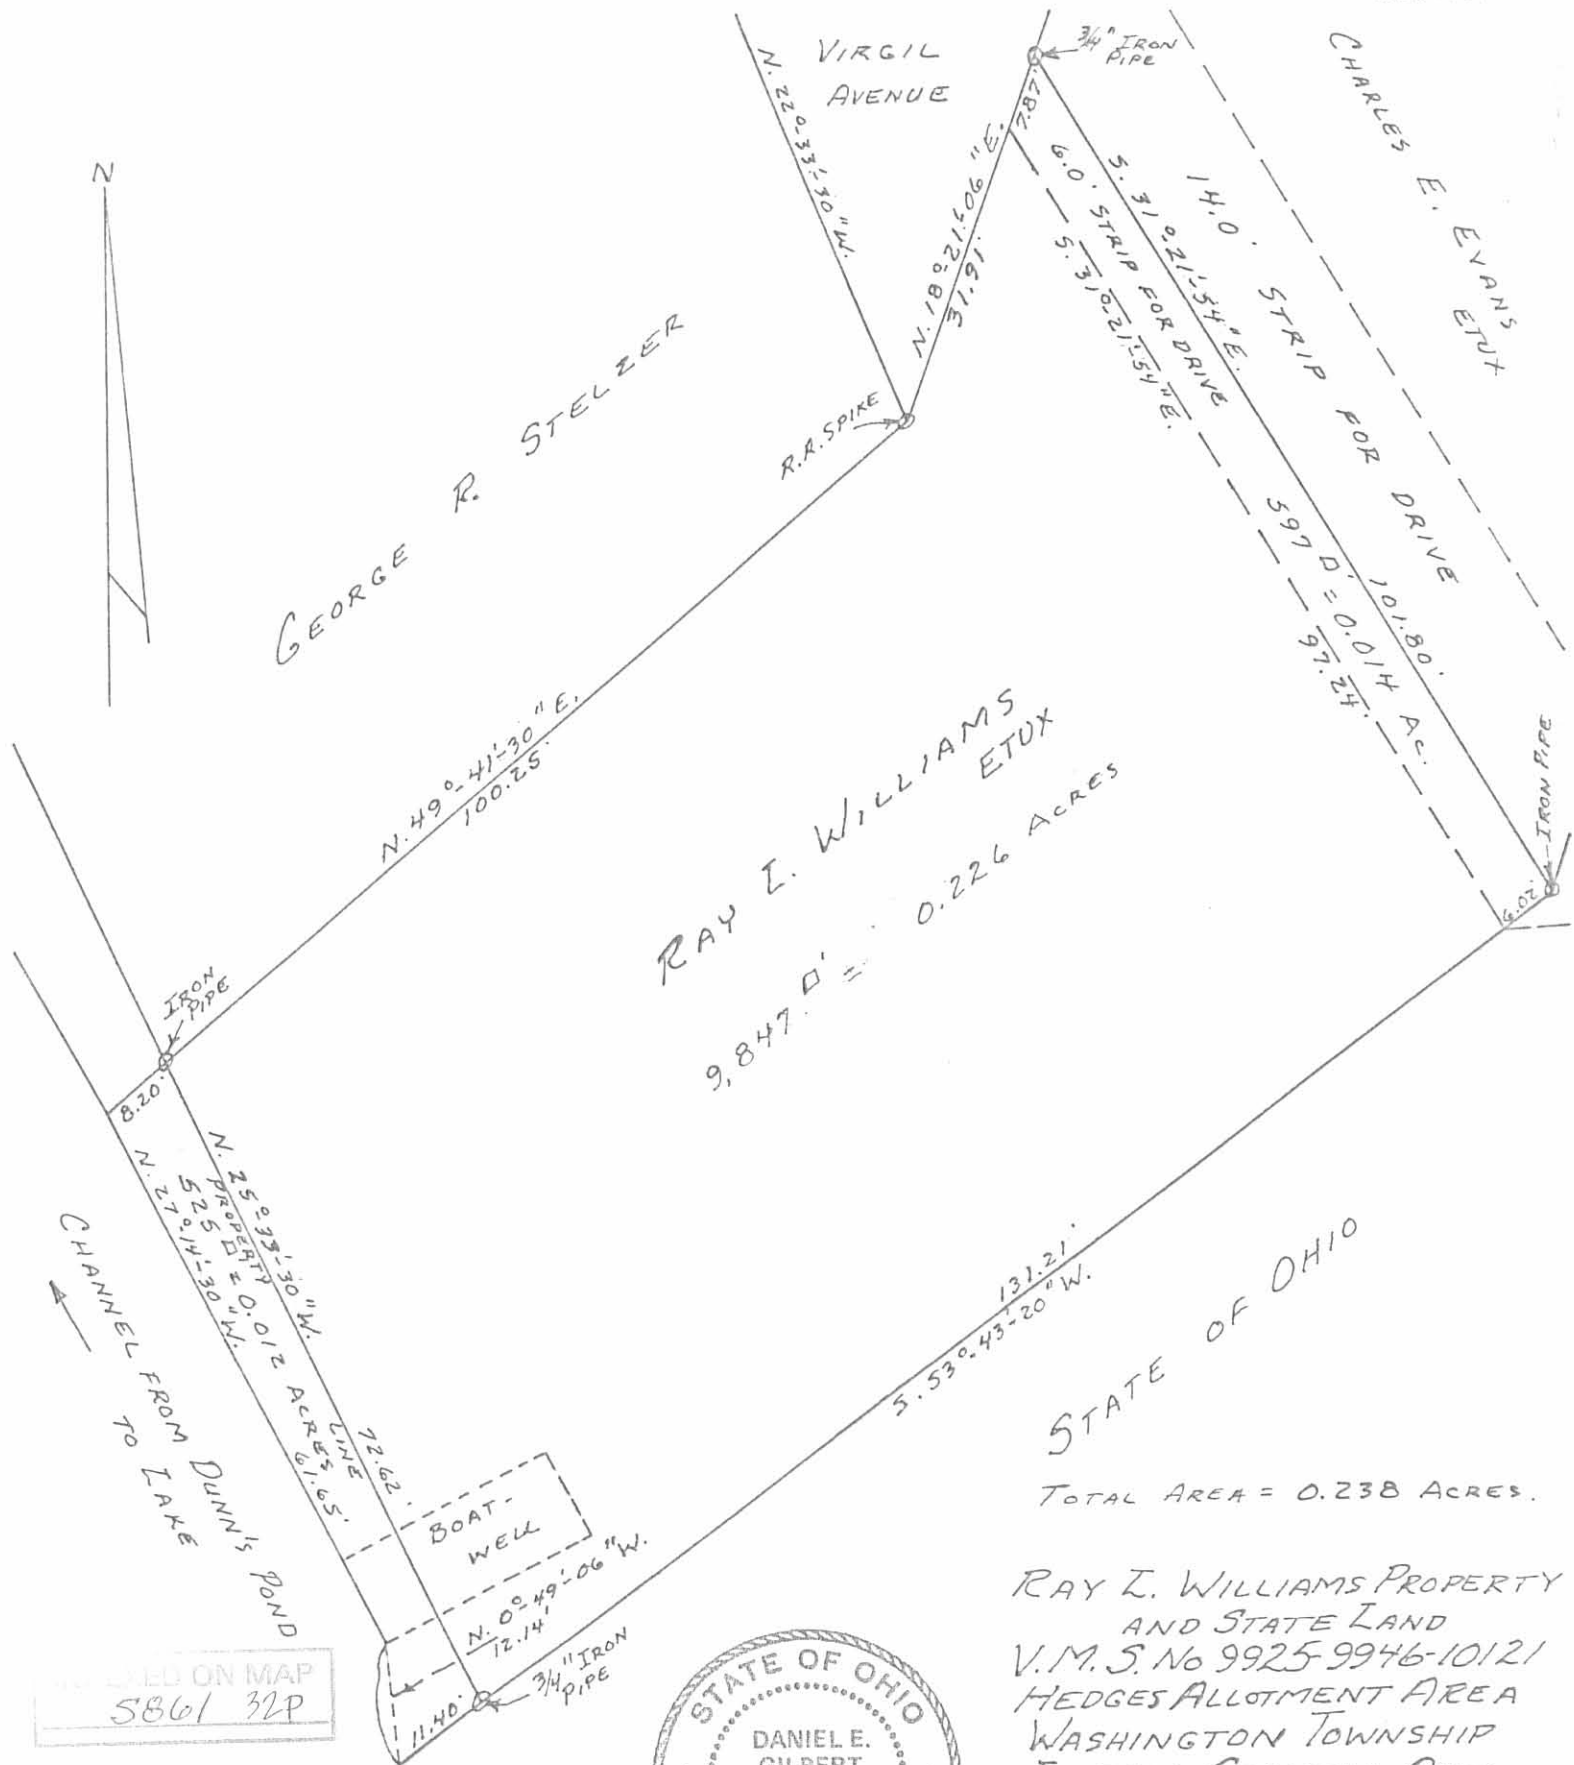 VIRGIL
AVENUE
3/4" IRON
PIPE
CHARLES E. EVANS
ETUX
N
N. 22°-33'-30" W.
N. 18°-21'-06" E.
31.91'
7.87'
6.0' STRIP FOR DRIVE
S. 31°-21'-54" E.
S. 31°-21'-54" E.
14.0' STRIP FOR DRIVE
597 □' = 0.014 AC.
101.80'
97.24'
GEORGE R. STELZER
R.R. SPIKE
N. 49°-41'-30" E.
100.25'
RAY I. WILLIAMS
ETUX
9,847 □' = 0.226 ACRES
IRON PIPE
6.02'
IRON
PIPE
8.20'
N. 25°-33'-30" W.
PROPERTY LINE
72.62'
525 □' = 0.012 ACRES
N. 27°-14'-30" W.
61.65'
CHANNEL FROM DUNN'S POND
TO LAKE
BOAT-
WELL
N. 0°-49'-06" W.
12.14'
3/4" IRON
PIPE
11.40'
131.21'
S. 53°-43'-20" W.
STATE OF OHIO
TOTAL AREA = 0.238 ACRES.
RAY I. WILLIAMS PROPERTY
AND STATE LAND
V.M.S. No 9925-9946-10121
HEDGES ALLOTMENT AREA
WASHINGTON TOWNSHIP
ON MAP
5861 32P
STATE OF OHIO
DANIEL E.
GILBERT